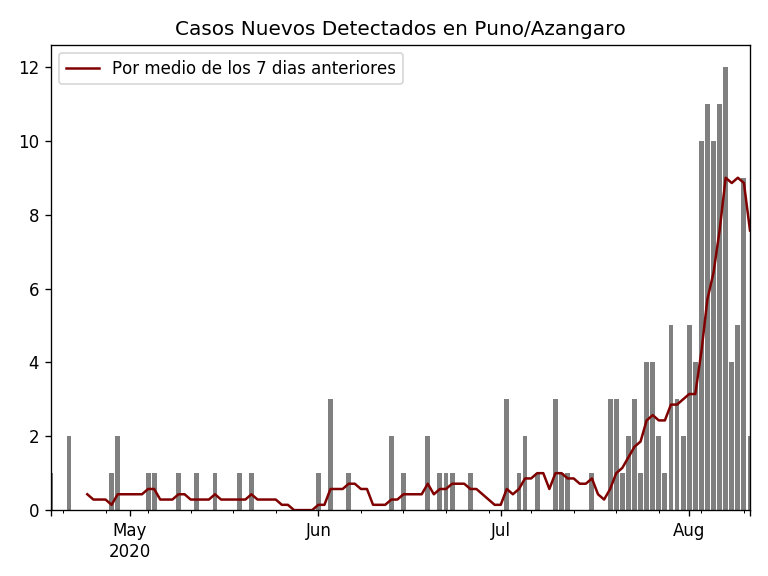 Casos Nuevos Detectados en Puno/Azangaro
Por medio de los 7 dias anteriores
12
10
8
6
4
2
0
May
2020
Jun
Jul
Aug